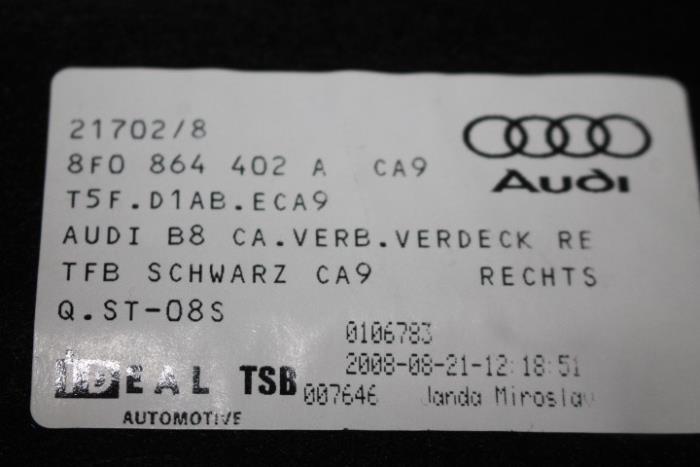 21702/8
8F0 864 402 A CA9
Audi
T5F.D1AB.ECA9
AUDI B8 CA.VERB.VERDECK RE
TFB SCHWARZ CA9 RECHTS
Q.ST-08S
0106783
2008-08-21-12:18:51
IDEAL TSB 007646 Janda Miroslav
AUTOMOTIVE